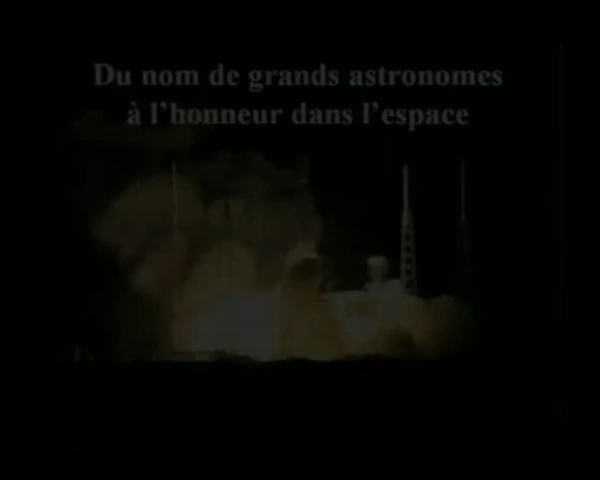 Du nom de grands astronomes
à l'honneur dans l'espace